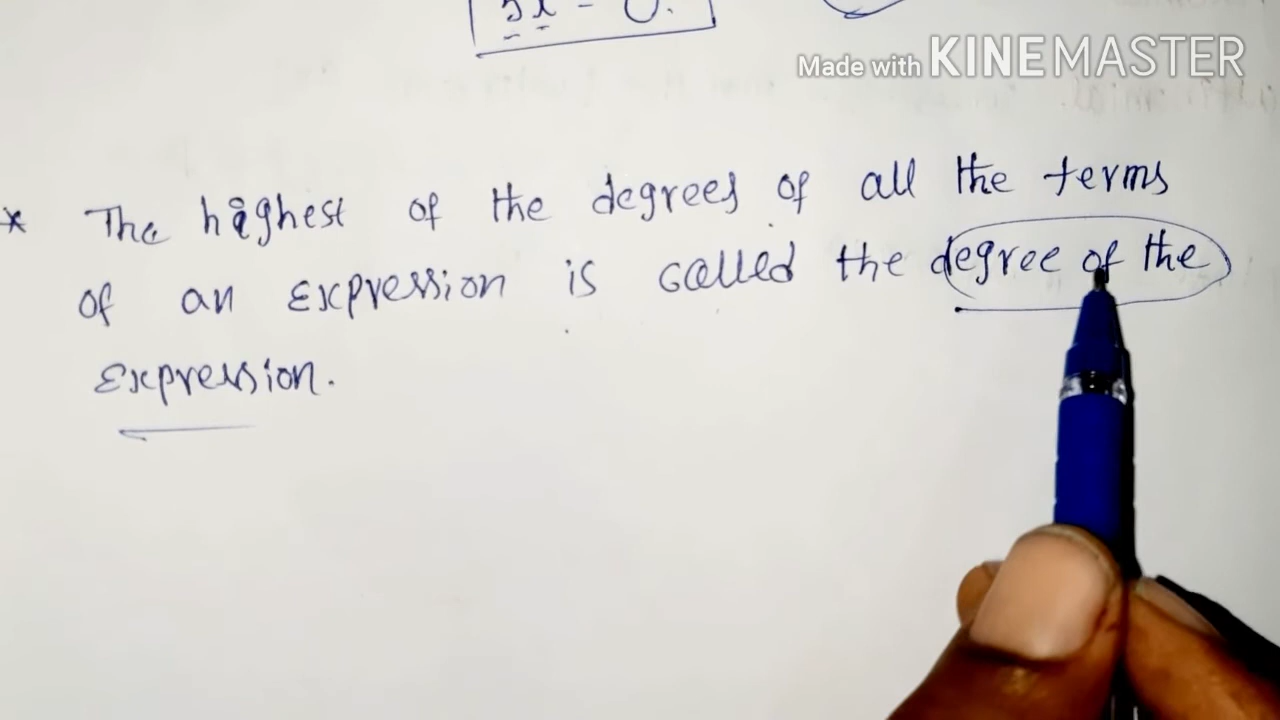 Made with KINEMASTER
* The highest of the degrees of all the terms
of an expression is called the degree of the
expression.